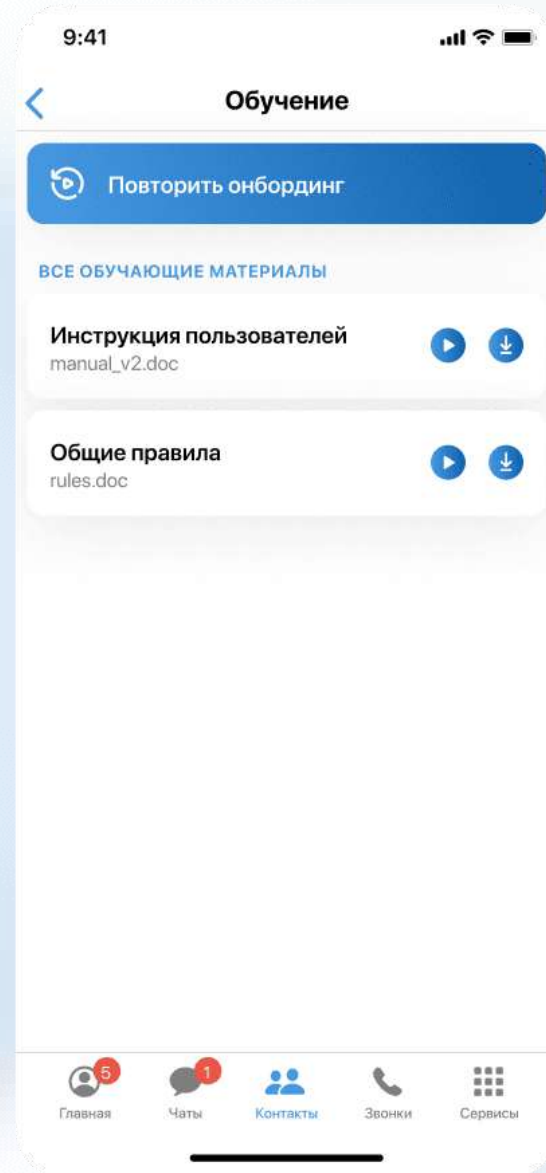 9:41
Обучение
Повторить онбординг
ВСЕ ОБУЧАЮЩИЕ МАТЕРИАЛЫ
Инструкция пользователей
manual_v2.doc
Общие правила
rules.doc
5
1
Главная Чаты Контакты Звонки Сервисы